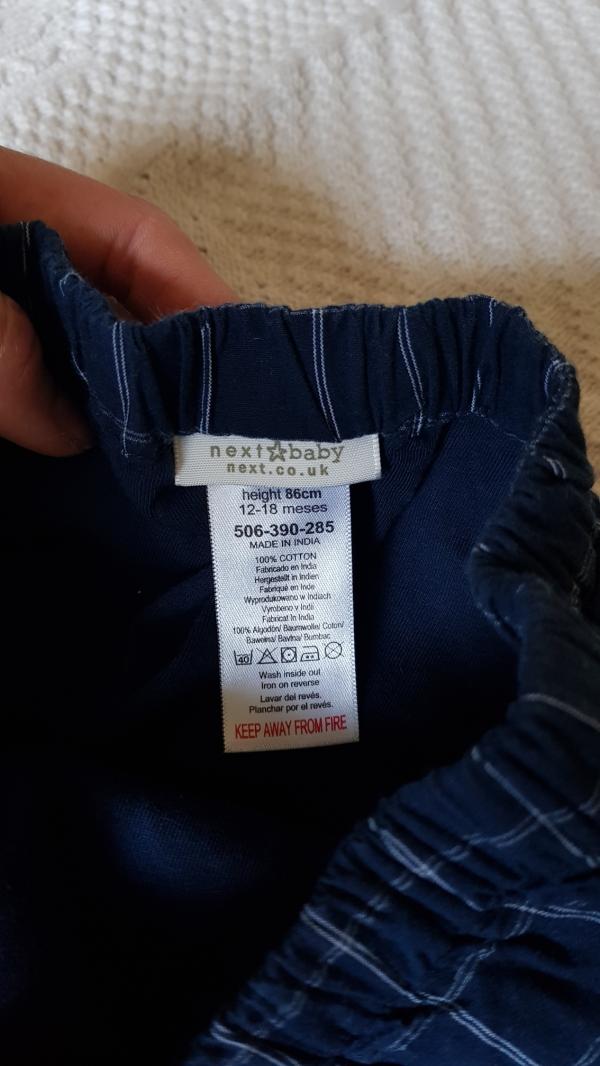 next baby
next.co.uk
height 86cm
12-18 meses
506-390-285
MADE IN INDIA
100% COTTON
Fabricado en India
Hergestellt in Indien
Fabriqué en Inde
Wyprodukowano w Indiach
Vyrobeno v Indii
Fabricat în India
100% Algodón/ Baumwolle/ Coton/
Bawełna/ Bavlna/ Bumbac
40
Wash inside out
Iron on reverse
Lavar del revés.
Planchar por el revés.
KEEP AWAY FROM FIRE